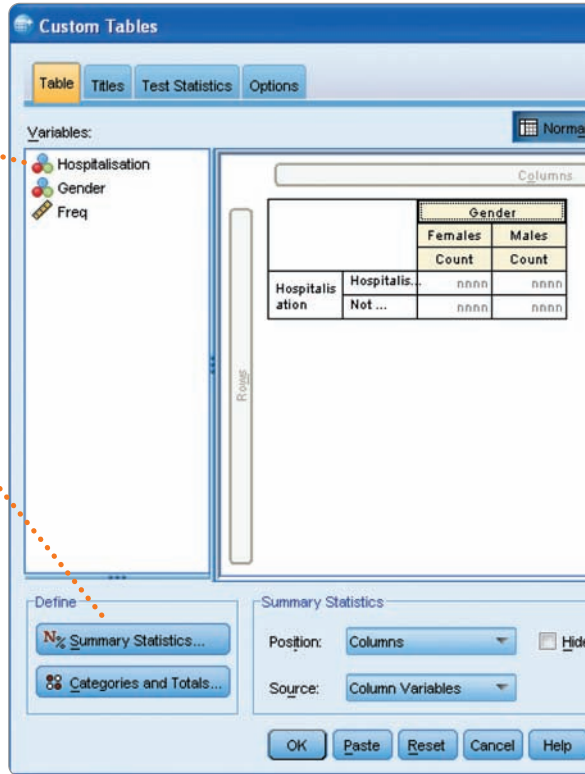 Custom Tables
Table Titles Test Statistics Options
Variables:
Norma
Hospitalisation
Gender
Freq
Columns
Gender
Females Males
Count Count
Hospitalis ation
Hospitalis... nnnn nnnn
Not ... nnnn nnnn
Rows
Define
N% Summary Statistics...
Categories and Totals...
Summary Statistics
Position: Columns Hide
Source: Column Variables
OK Paste Reset Cancel Help